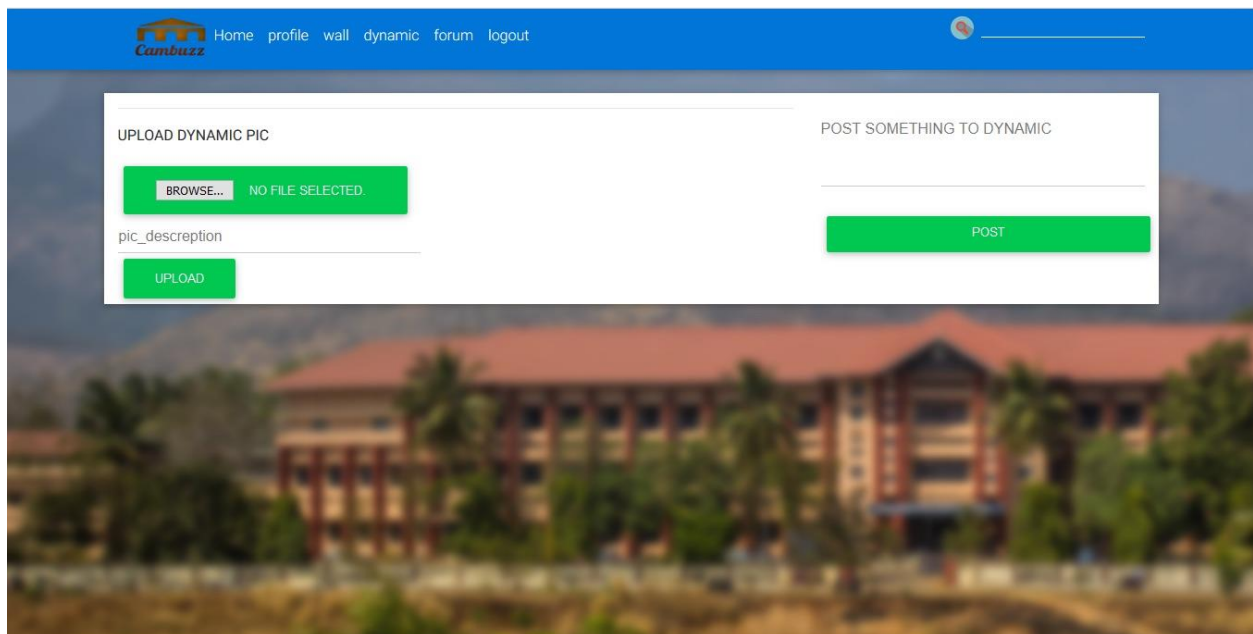 Cambuzz
Home profile wall dynamic forum logout
UPLOAD DYNAMIC PIC
BROWSE... NO FILE SELECTED.
pic_descreption
UPLOAD
POST SOMETHING TO DYNAMIC
POST